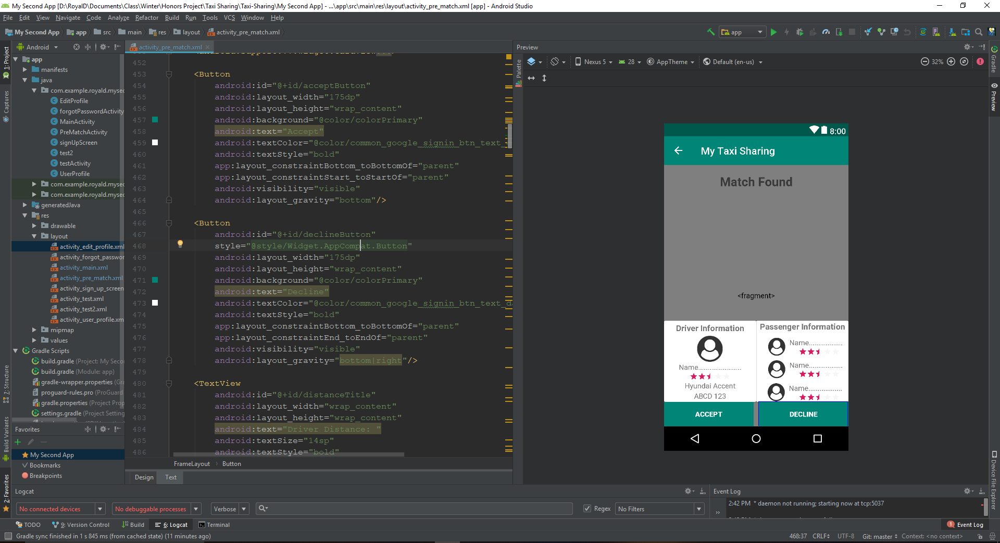 My Second App [D:\RoyalD\Documents\Class\Winter\Honors Project\Taxi Sharing\Taxi-Sharing\My Second App] - ...\app\src\main\res\layout\activity_pre_match.xml [app] - Android Studio
File Edit View Navigate Code Analyze Refactor Build Run Tools VCS Window Help
My Second App app src main res layout activity_pre_match.xml
app
Android
activity_pre_match.xml
1: Project
Captures
7: Structure
Build Variants
2: Favorites
app
manifests
java
com.example.royald.mysec
EditProfile
forgotPasswordActivity
MainActivity
PreMatchActivity
signUpScreen
test2
testActivity
UserProfile
com.example.royald.mysec
com.example.royald.mysec
generatedJava
res
drawable
layout
activity_edit_profile.xml
activity_forgot_passwor
activity_main.xml
activity_pre_match.xml
activity_sign_up_screen
activity_test.xml
activity_test2.xml
activity_user_profile.xm
mipmap
values
Gradle Scripts
build.gradle (Project: My Seco
build.gradle (Module: app)
gradle-wrapper.properties (Gra
proguard-rules.pro (ProGuard
gradle.properties (Project Prop
settings.gradle (Project Setting
Favorites
My Second App
Bookmarks
Breakpoints
452
453 <Button
454 android:id="@+id/acceptButton"
455 android:layout_width="175dp"
456 android:layout_height="wrap_content"
457 android:background="@color/colorPrimary"
458 android:text="Accept"
459 android:textColor="@color/common_google_signin_btn_text_
460 android:textStyle="bold"
461 app:layout_constraintBottom_toBottomOf="parent"
462 app:layout_constraintStart_toStartOf="parent"
463 android:visibility="visible"
464 android:layout_gravity="bottom"/>
465
466 <Button
467 android:id="@+id/declineButton"
468 style="@style/Widget.AppCompat.Button"
469 android:layout_width="175dp"
470 android:layout_height="wrap_content"
471 android:background="@color/colorPrimary"
472 android:text="Decline"
473 android:textColor="@color/common_google_signin_btn_text_d
474 android:textStyle="bold"
475 app:layout_constraintBottom_toBottomOf="parent"
476 app:layout_constraintEnd_toEndOf="parent"
477 android:visibility="visible"
478 android:layout_gravity="bottom|right"/>
479
480 <TextView
481 android:id="@+id/distanceTitle"
482 android:layout_width="wrap_content"
483 android:layout_height="wrap_content"
484 android:text="Driver Distance: "
485 android:textSize="14sp"
486 android:textStyle="bold"
FrameLayout Button
Design Text
Preview
Palette
Nexus 5 28 AppTheme Default (en-us) 32%
8:00
My Taxi Sharing
Match Found
<fragment>
Driver Information
Name.......................
Hyundai Accent
ABCD 123
Passenger Information
Name..................
Name..................
Name..................
ACCEPT
DECLINE
Gradle
Preview
Device File Explorer
Logcat
No connected devices No debuggable processes Verbose Regex No Filters
Event Log
2:42 PM * daemon not running; starting now at tcp:5037
TODO 9: Version Control Build 6: Logcat Terminal
1 Event Log
Gradle sync finished in 1 s 845 ms (from cached state) (11 minutes ago)
468:37 CRLF UTF-8 Git: master Context: <no context>